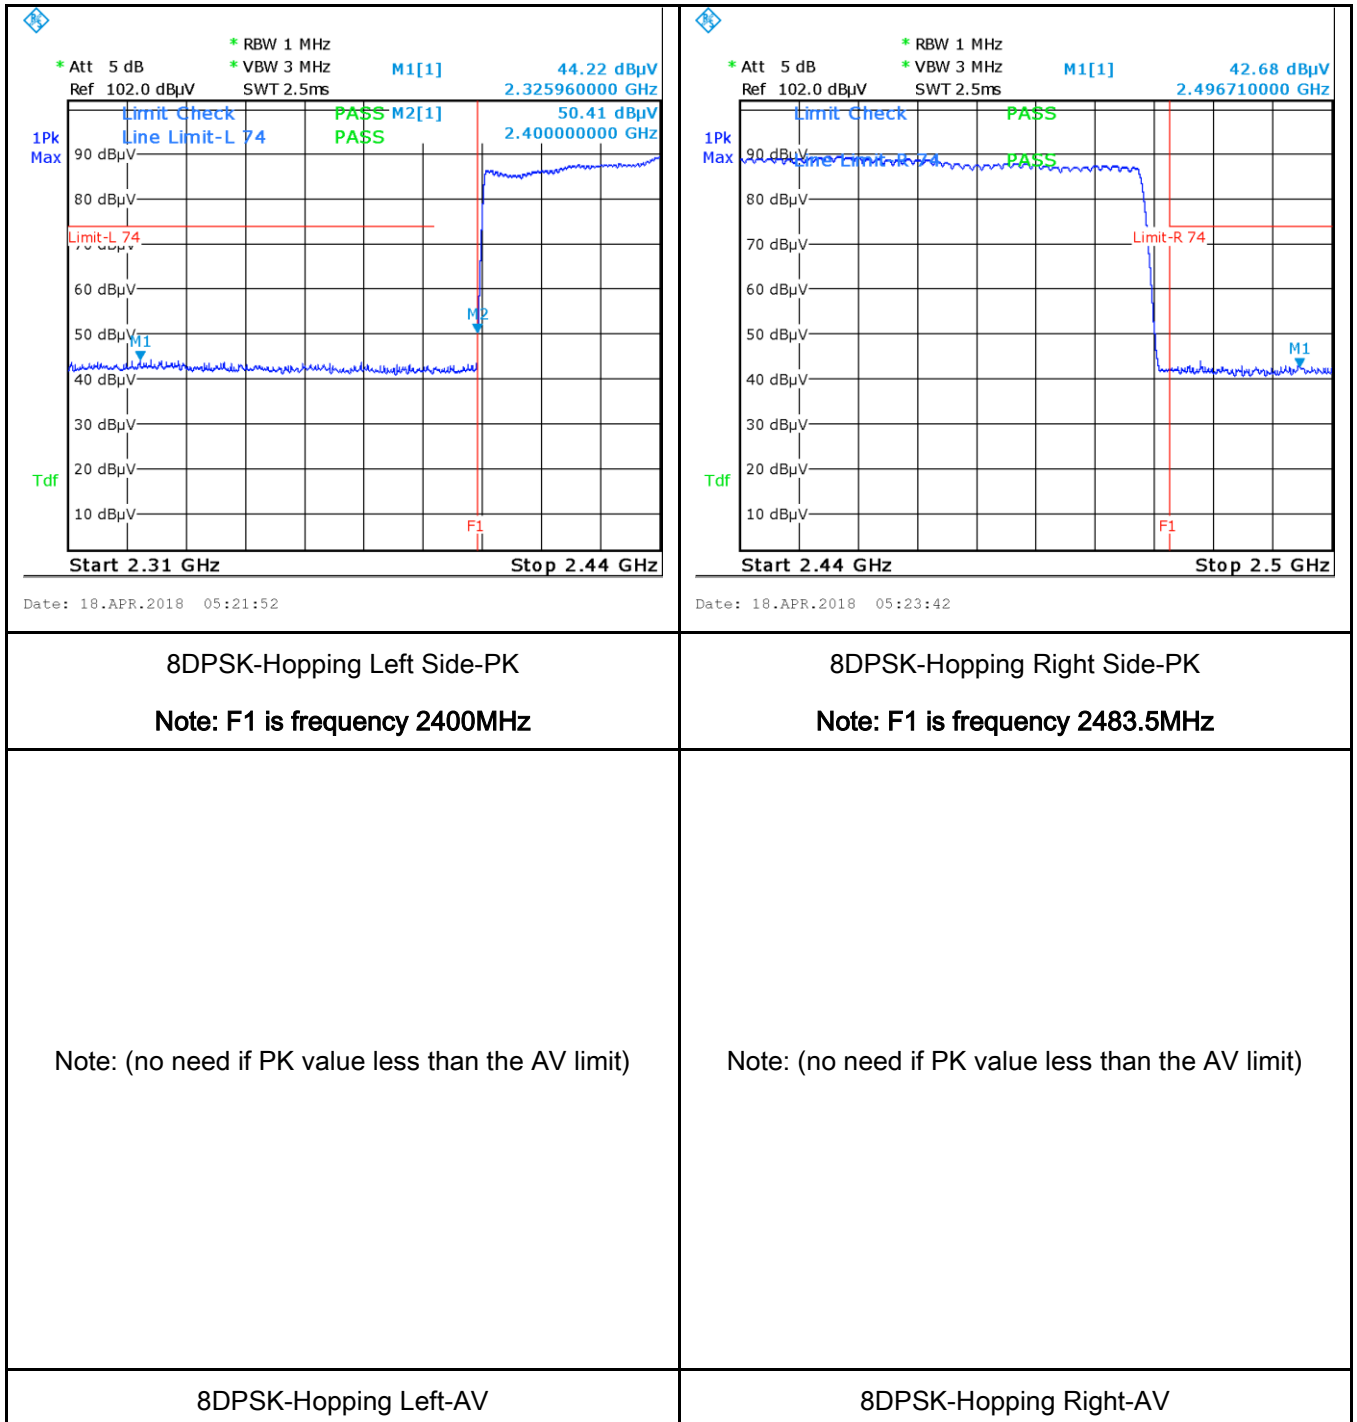 * RBW 1 MHz
* Att 5 dB * VBW 3 MHz M1[1] 44.22 dBµV
Ref 102.0 dBµV SWT 2.5ms 2.325960000 GHz
Limit Check PASS M2[1] 50.41 dBµV
Line Limit-L 74 PASS 2.400000000 GHz
1Pk
Max
90 dBµV
80 dBµV
Limit-L 74
70 dBµV
60 dBµV
M2
50 dBµV
M1
40 dBµV
30 dBµV
20 dBµV
Tdf
10 dBµV
F1
Start 2.31 GHz Stop 2.44 GHz
Date: 18.APR.2018 05:21:52
* RBW 1 MHz
* Att 5 dB * VBW 3 MHz M1[1] 42.68 dBµV
Ref 102.0 dBµV SWT 2.5ms 2.496710000 GHz
Limit Check PASS
1Pk
Max
90 dBµV
Line Limit-R 74 PASS
80 dBµV
Limit-R 74
70 dBµV
60 dBµV
50 dBµV
M1
40 dBµV
30 dBµV
20 dBµV
Tdf
10 dBµV
F1
Start 2.44 GHz Stop 2.5 GHz
Date: 18.APR.2018 05:23:42
8DPSK-Hopping Left Side-PK
Note: F1 is frequency 2400MHz
8DPSK-Hopping Right Side-PK
Note: F1 is frequency 2483.5MHz
Note: (no need if PK value less than the AV limit)
Note: (no need if PK value less than the AV limit)
8DPSK-Hopping Left-AV
8DPSK-Hopping Right-AV